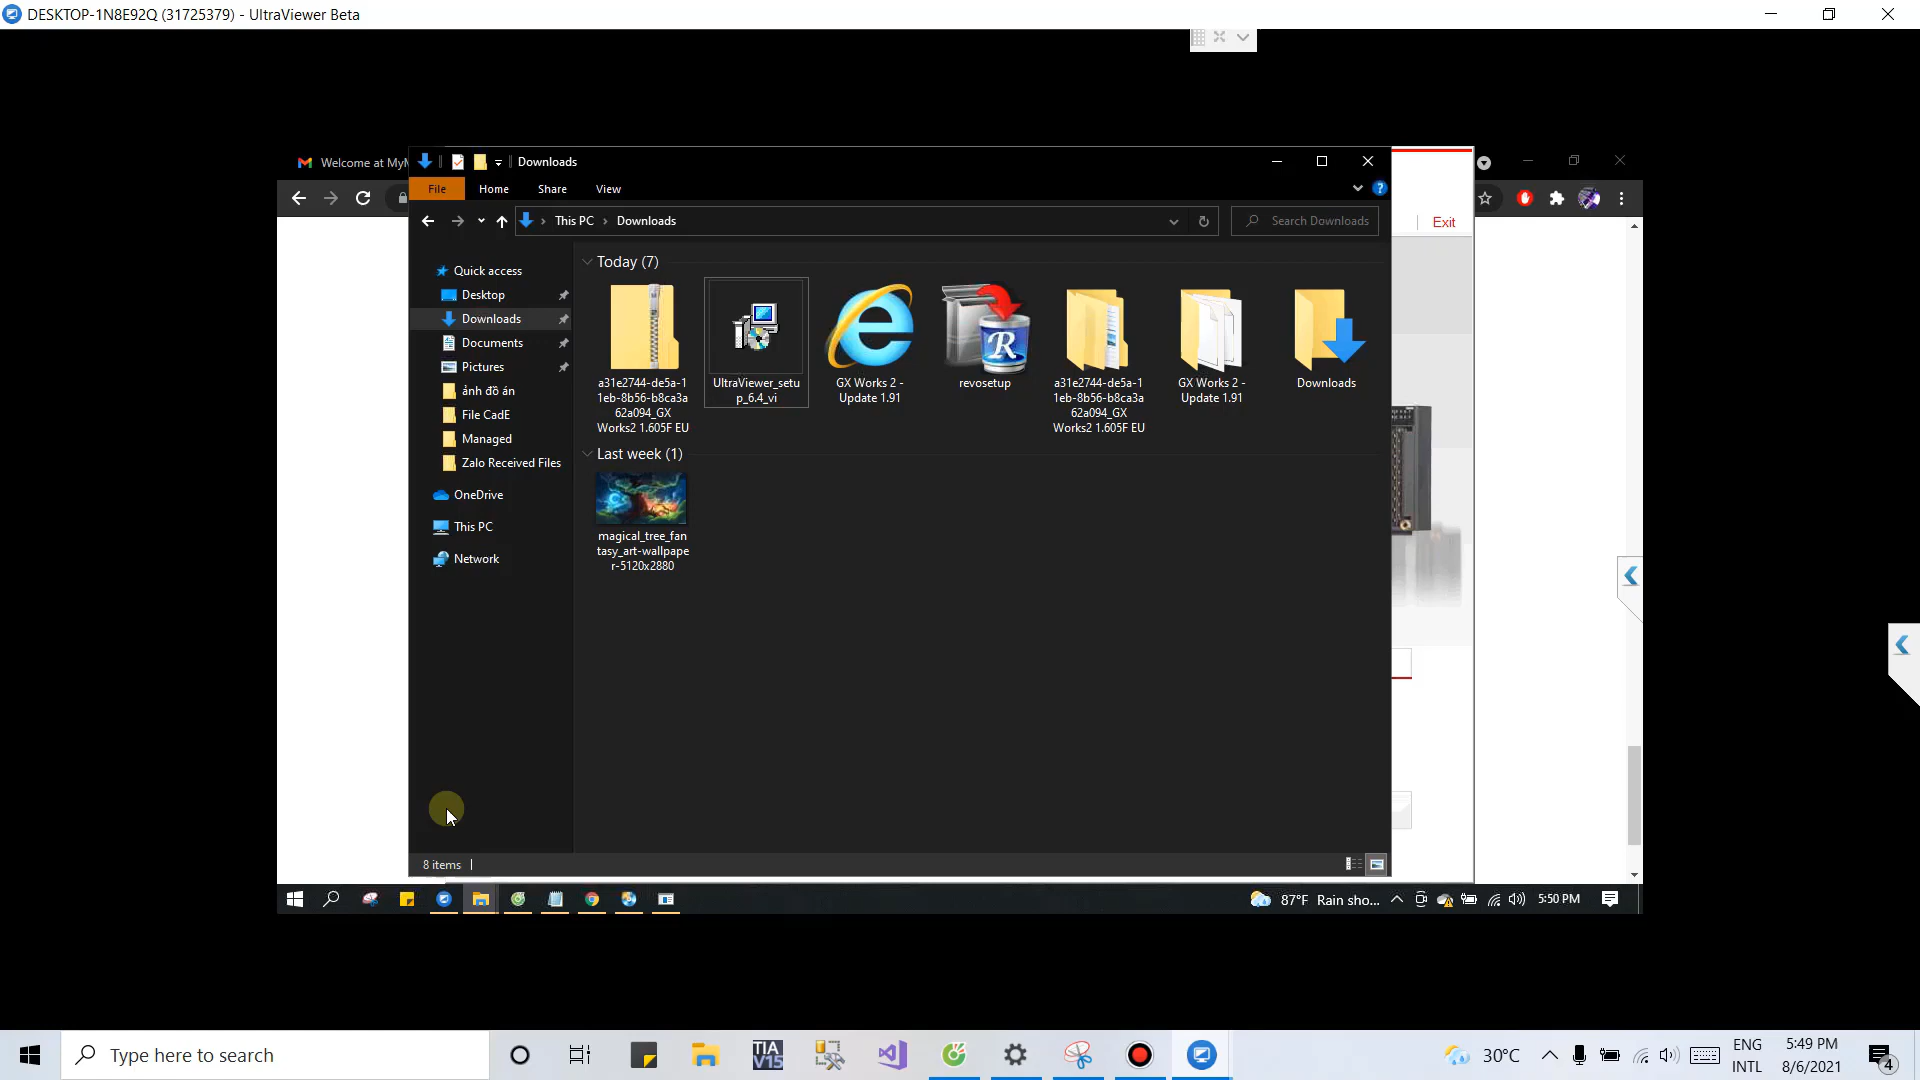 DESKTOP-1N8E92Q (31725379) - UltraViewer Beta
Welcome at MyM
Downloads
File
Home
Share
View
This PC
Downloads
Search Downloads
Exit
Quick access
Desktop
Downloads
Documents
Pictures
ảnh đồ án
File CadE
Managed
Zalo Received Files
OneDrive
This PC
Network
Today (7)
a31e2744-de5a-1
1eb-8b56-b8ca3a
62a094_GX
Works2 1.605F EU
UltraViewer_setu
p_6.4_vi
GX Works 2 -
Update 1.91
revosetup
a31e2744-de5a-1
1eb-8b56-b8ca3a
62a094_GX
Works2 1.605F EU
GX Works 2 -
Update 1.91
Downloads
Last week (1)
magical_tree_fan
tasy_art-wallpape
r-5120x2880
8 items
87°F Rain sho...
5:50 PM
Type here to search
TIA
V15
30°C
ENG
INTL
5:49 PM
8/6/2021
4